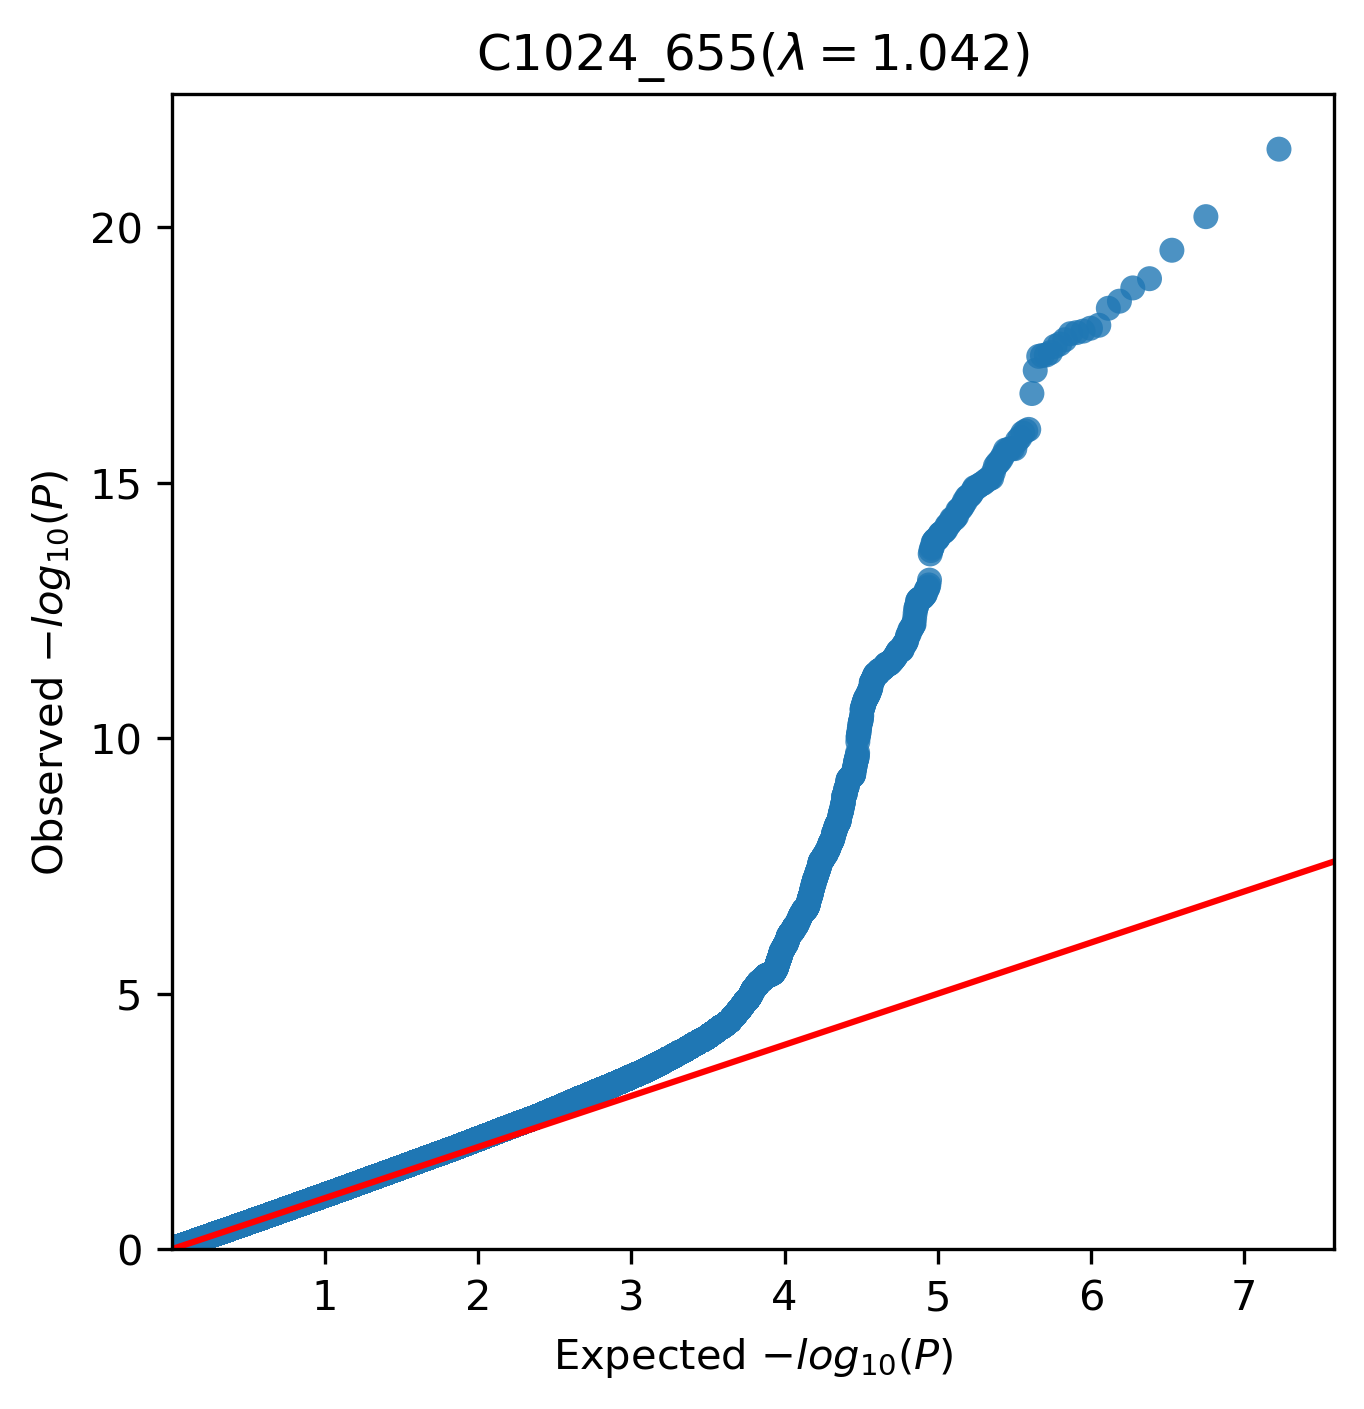 C1024_655(λ = 1.042)
20
15
10
5
0
Observed −log₁₀(P)
1 2 3 4 5 6 7
Expected −log₁₀(P)